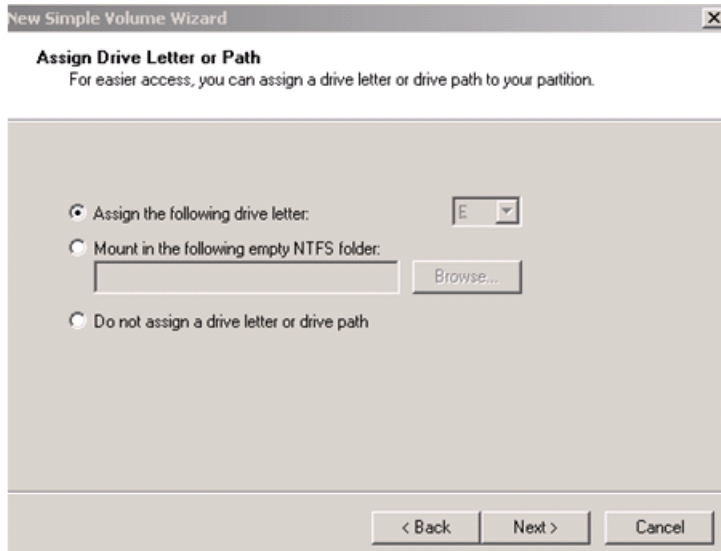 New Simple Volume Wizard
Assign Drive Letter or Path
For easier access, you can assign a drive letter or drive path to your partition.
Assign the following drive letter:
E
Mount in the following empty NTFS folder:
Browse...
Do not assign a drive letter or drive path
< Back
Next >
Cancel